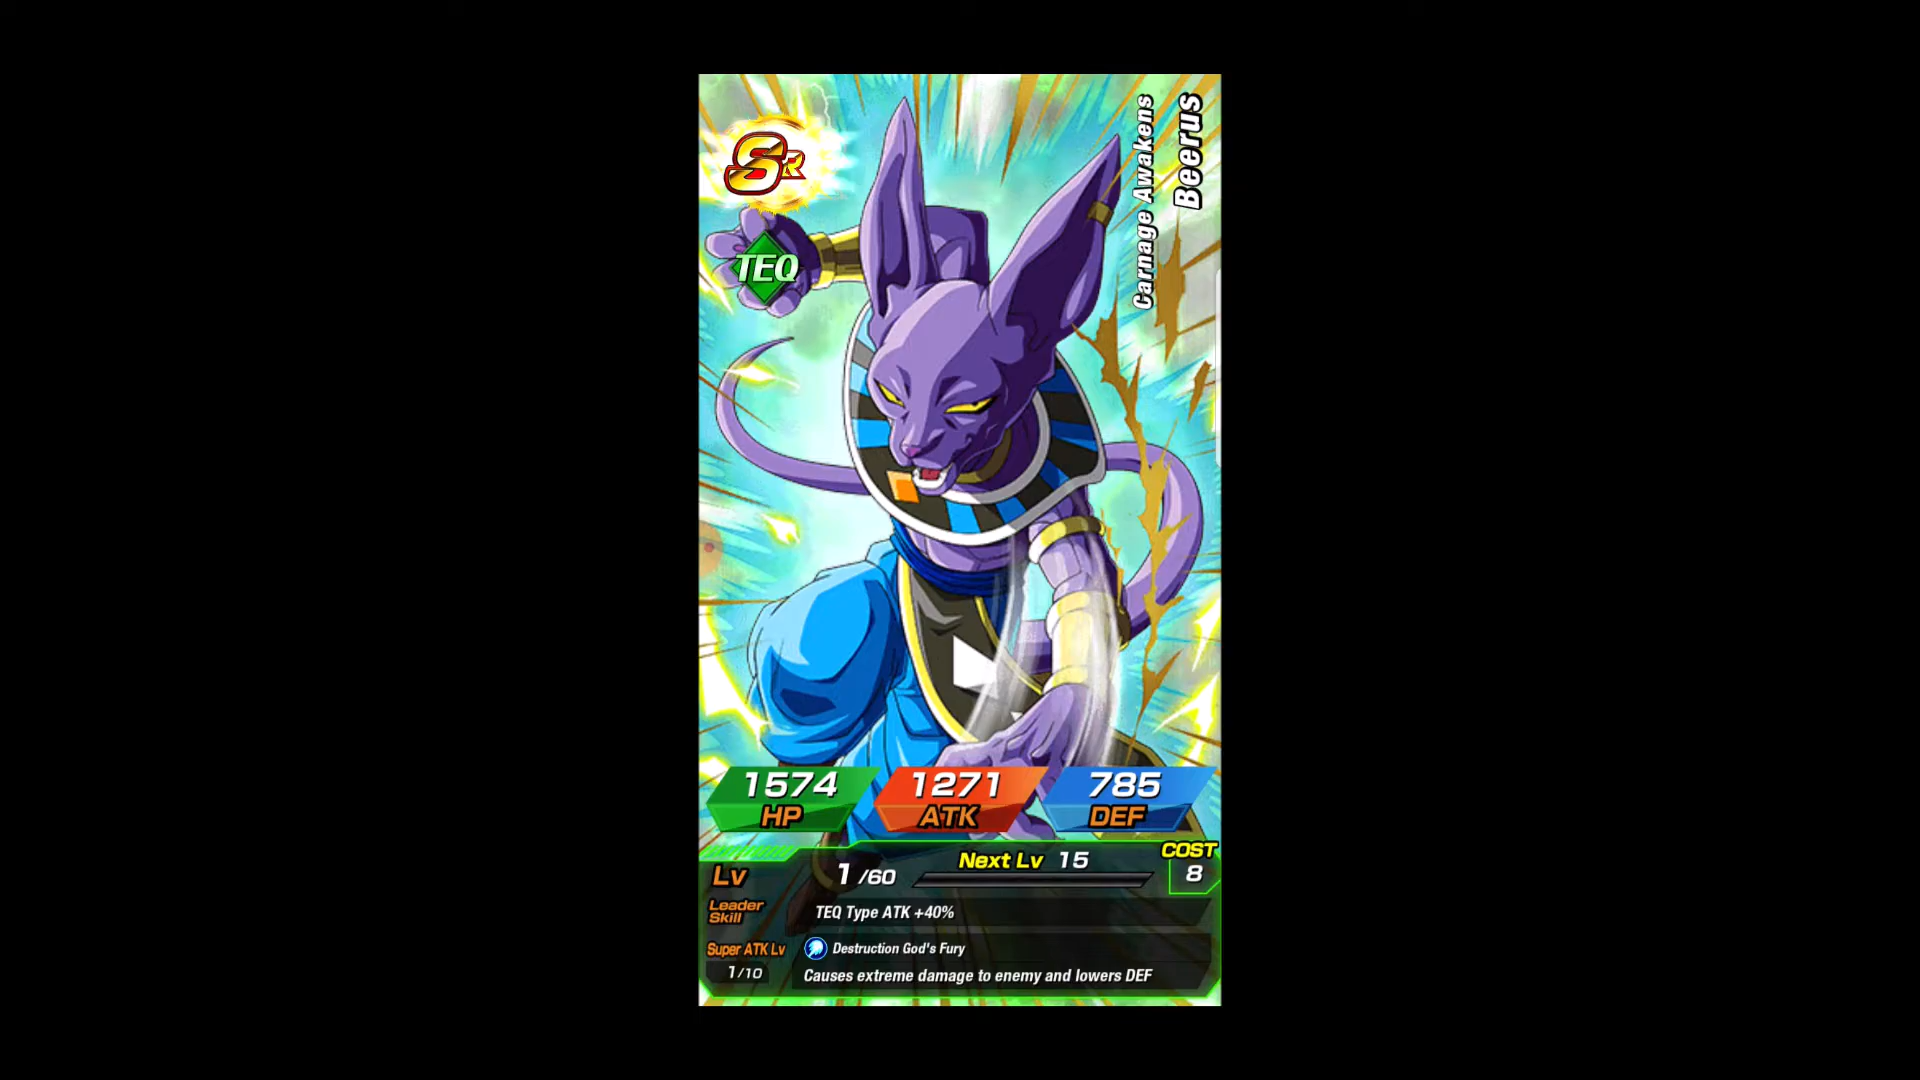 Carnage Awakens
Beerus
SR
TEQ
1574
HP
1271
ATK
785
DEF
Next Lv 15
COST
8
Lv
1/60
Leader
Skill
TEQ Type ATK +40%
Super ATK Lv
1/10
Destruction God's Fury
Causes extreme damage to enemy and lowers DEF